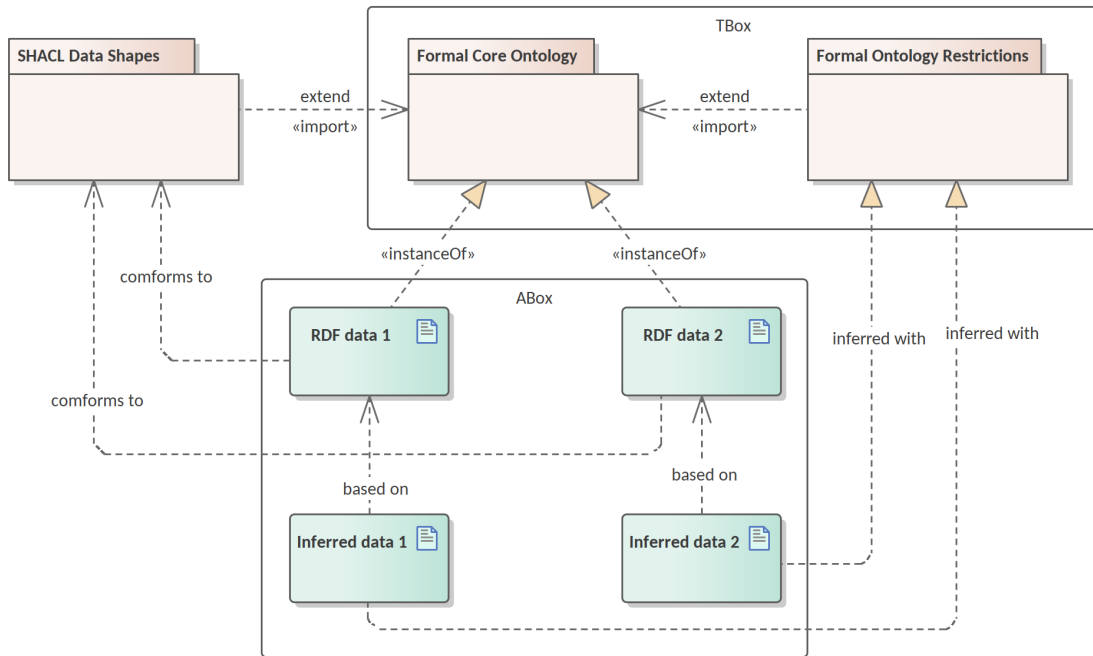 TBox
SHACL Data Shapes
Formal Core Ontology
Formal Ontology Restrictions
extend
«import»
extend
«import»
«instanceOf»
«instanceOf»
comforms to
ABox
RDF data 1
RDF data 2
inferred with
inferred with
comforms to
based on
based on
Inferred data 1
Inferred data 2